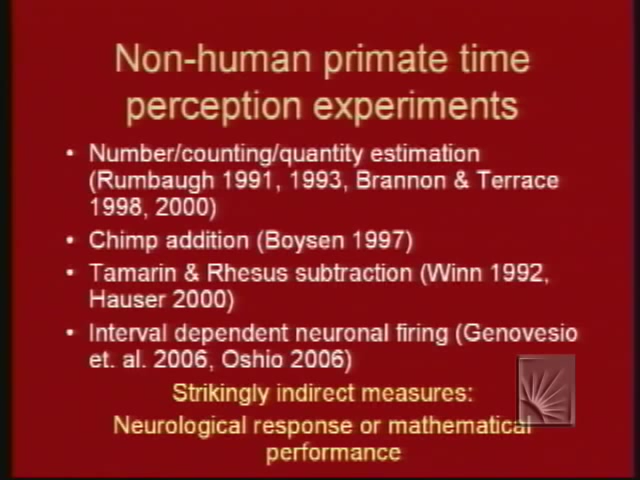 Non-human primate time
perception experiments
• Number/counting/quantity estimation
(Rumbaugh 1991, 1993, Brannon & Terrace
1998, 2000)
• Chimp addition (Boysen 1997)
• Tamarin & Rhesus subtraction (Winn 1992,
Hauser 2000)
• Interval dependent neuronal firing (Genovesio
et. al. 2006, Oshio 2006)
Strikingly indirect measures:
Neurological response or mathematical
performance